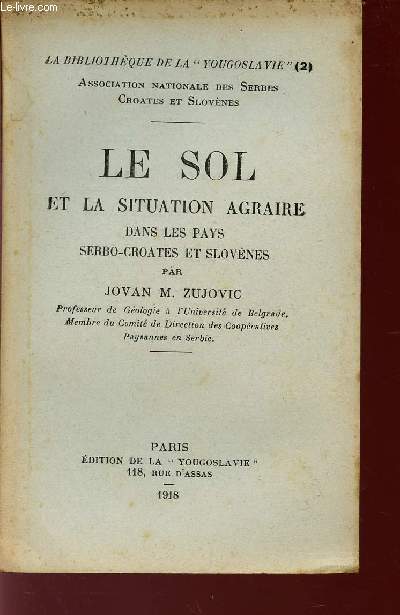 Le-livre.com
LA BIBLIOTHÈQUE DE LA " YOUGOSLAVIE " (2)
ASSOCIATION NATIONALE DES SERBES
CROATES ET SLOVÈNES
LE SOL
ET LA SITUATION AGRAIRE
DANS LES PAYS
SERBO-CROATES ET SLOVÈNES
PAR
JOVAN M. ZUJOVIC
Professeur de Géologie à l'Université de Belgrade.
Membre du Comité de Direction des Coopératives
Paysannes en Serbie.
PARIS
ÉDITION DE LA " YOUGOSLAVIE "
118, RUE D'ASSAS
1918